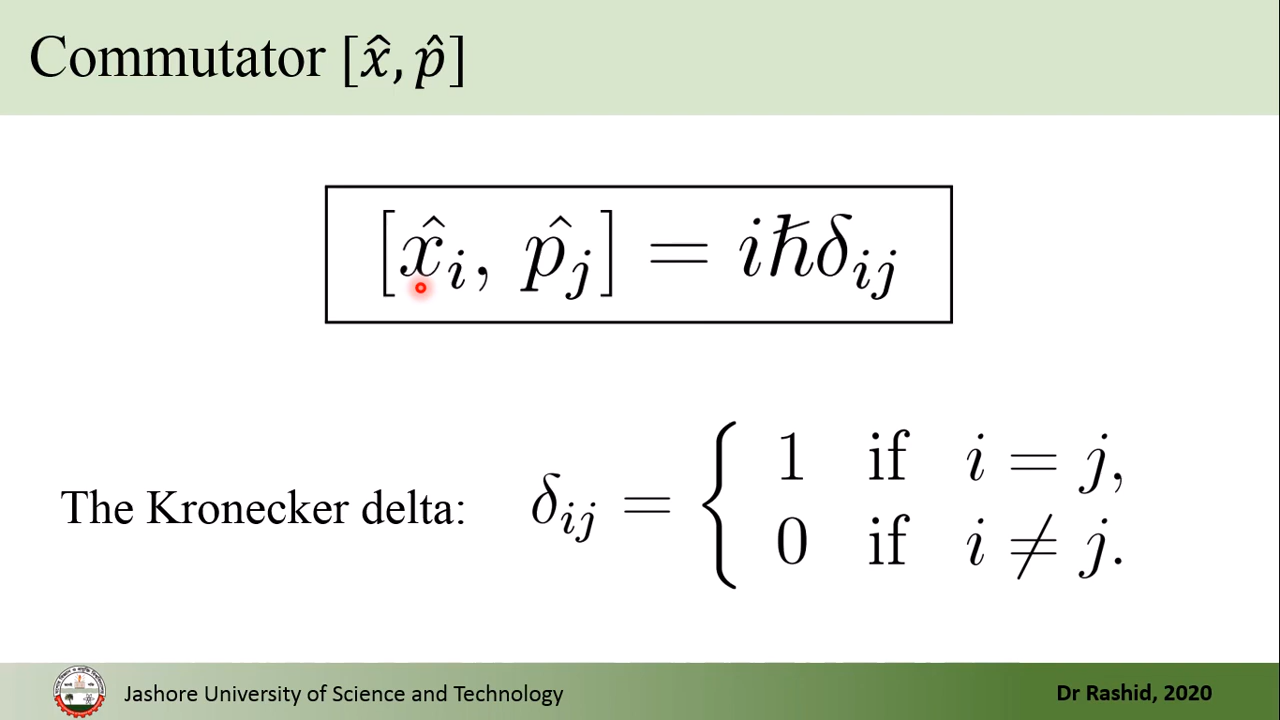 Commutator [x̂, p̂]
[x̂ᵢ, p̂ⱼ] = iħδᵢⱼ
The Kronecker delta: δᵢⱼ = { 1 if i = j,
0 if i ≠ j.
Jashore University of Science and Technology
Dr Rashid, 2020